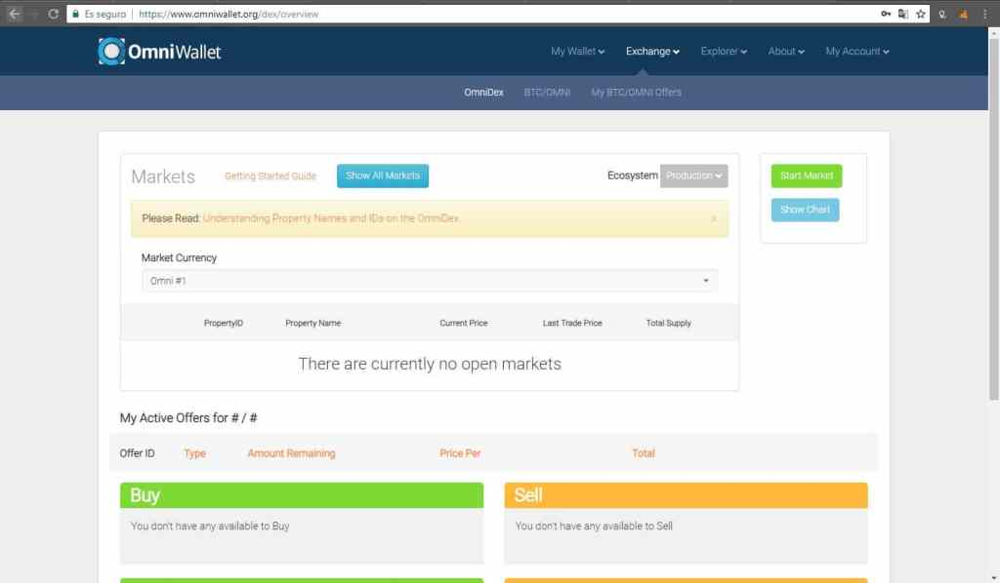 Es seguro | https://www.omniwallet.org/dex/overview
OmniWallet
My Wallet Exchange Explorer About My Account
OmniDex BTC/OMNI My BTC/OMNI Offers
Markets Getting Started Guide Show All Markets Ecosystem Production
Start Market
Please Read: Understanding Property Names and IDs on the OmniDex. ×
Show Chart
Market Currency
Omni #1
PropertyID Property Name Current Price Last Trade Price Total Supply
There are currently no open markets
My Active Offers for # / #
Offer ID Type Amount Remaining Price Per Total
Buy Sell
You don't have any available to Buy You don't have any available to Sell